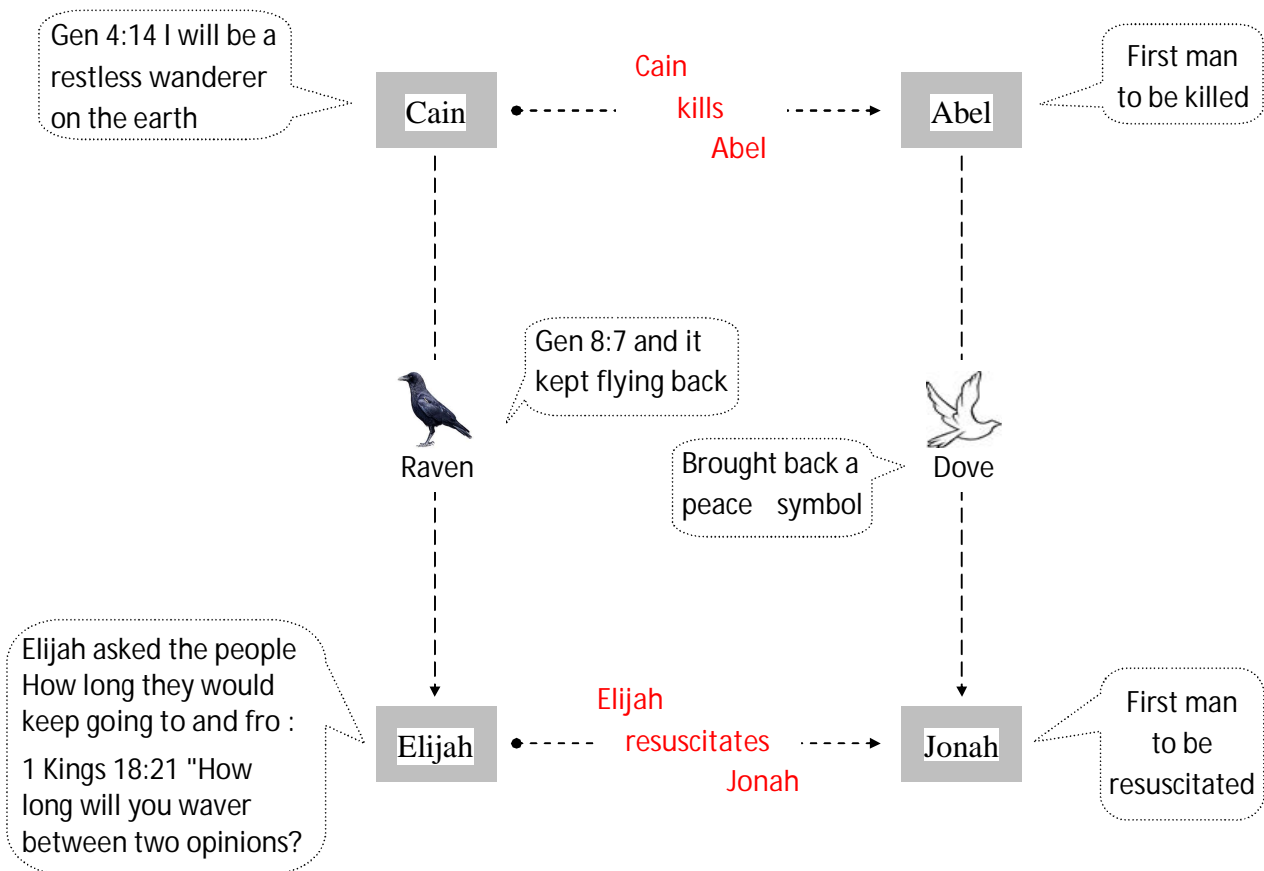 Gen 4:14 I will be a
restless wanderer
on the earth
Cain
Cain
kills
Abel
Abel
First man
to be killed
Gen 8:7 and it
kept flying back
Raven
Brought back a
peace symbol
Dove
Elijah asked the people
How long they would
keep going to and fro :
1 Kings 18:21 "How
long will you waver
between two opinions?
Elijah
Elijah
resuscitates
Jonah
Jonah
First man
to be
resuscitated